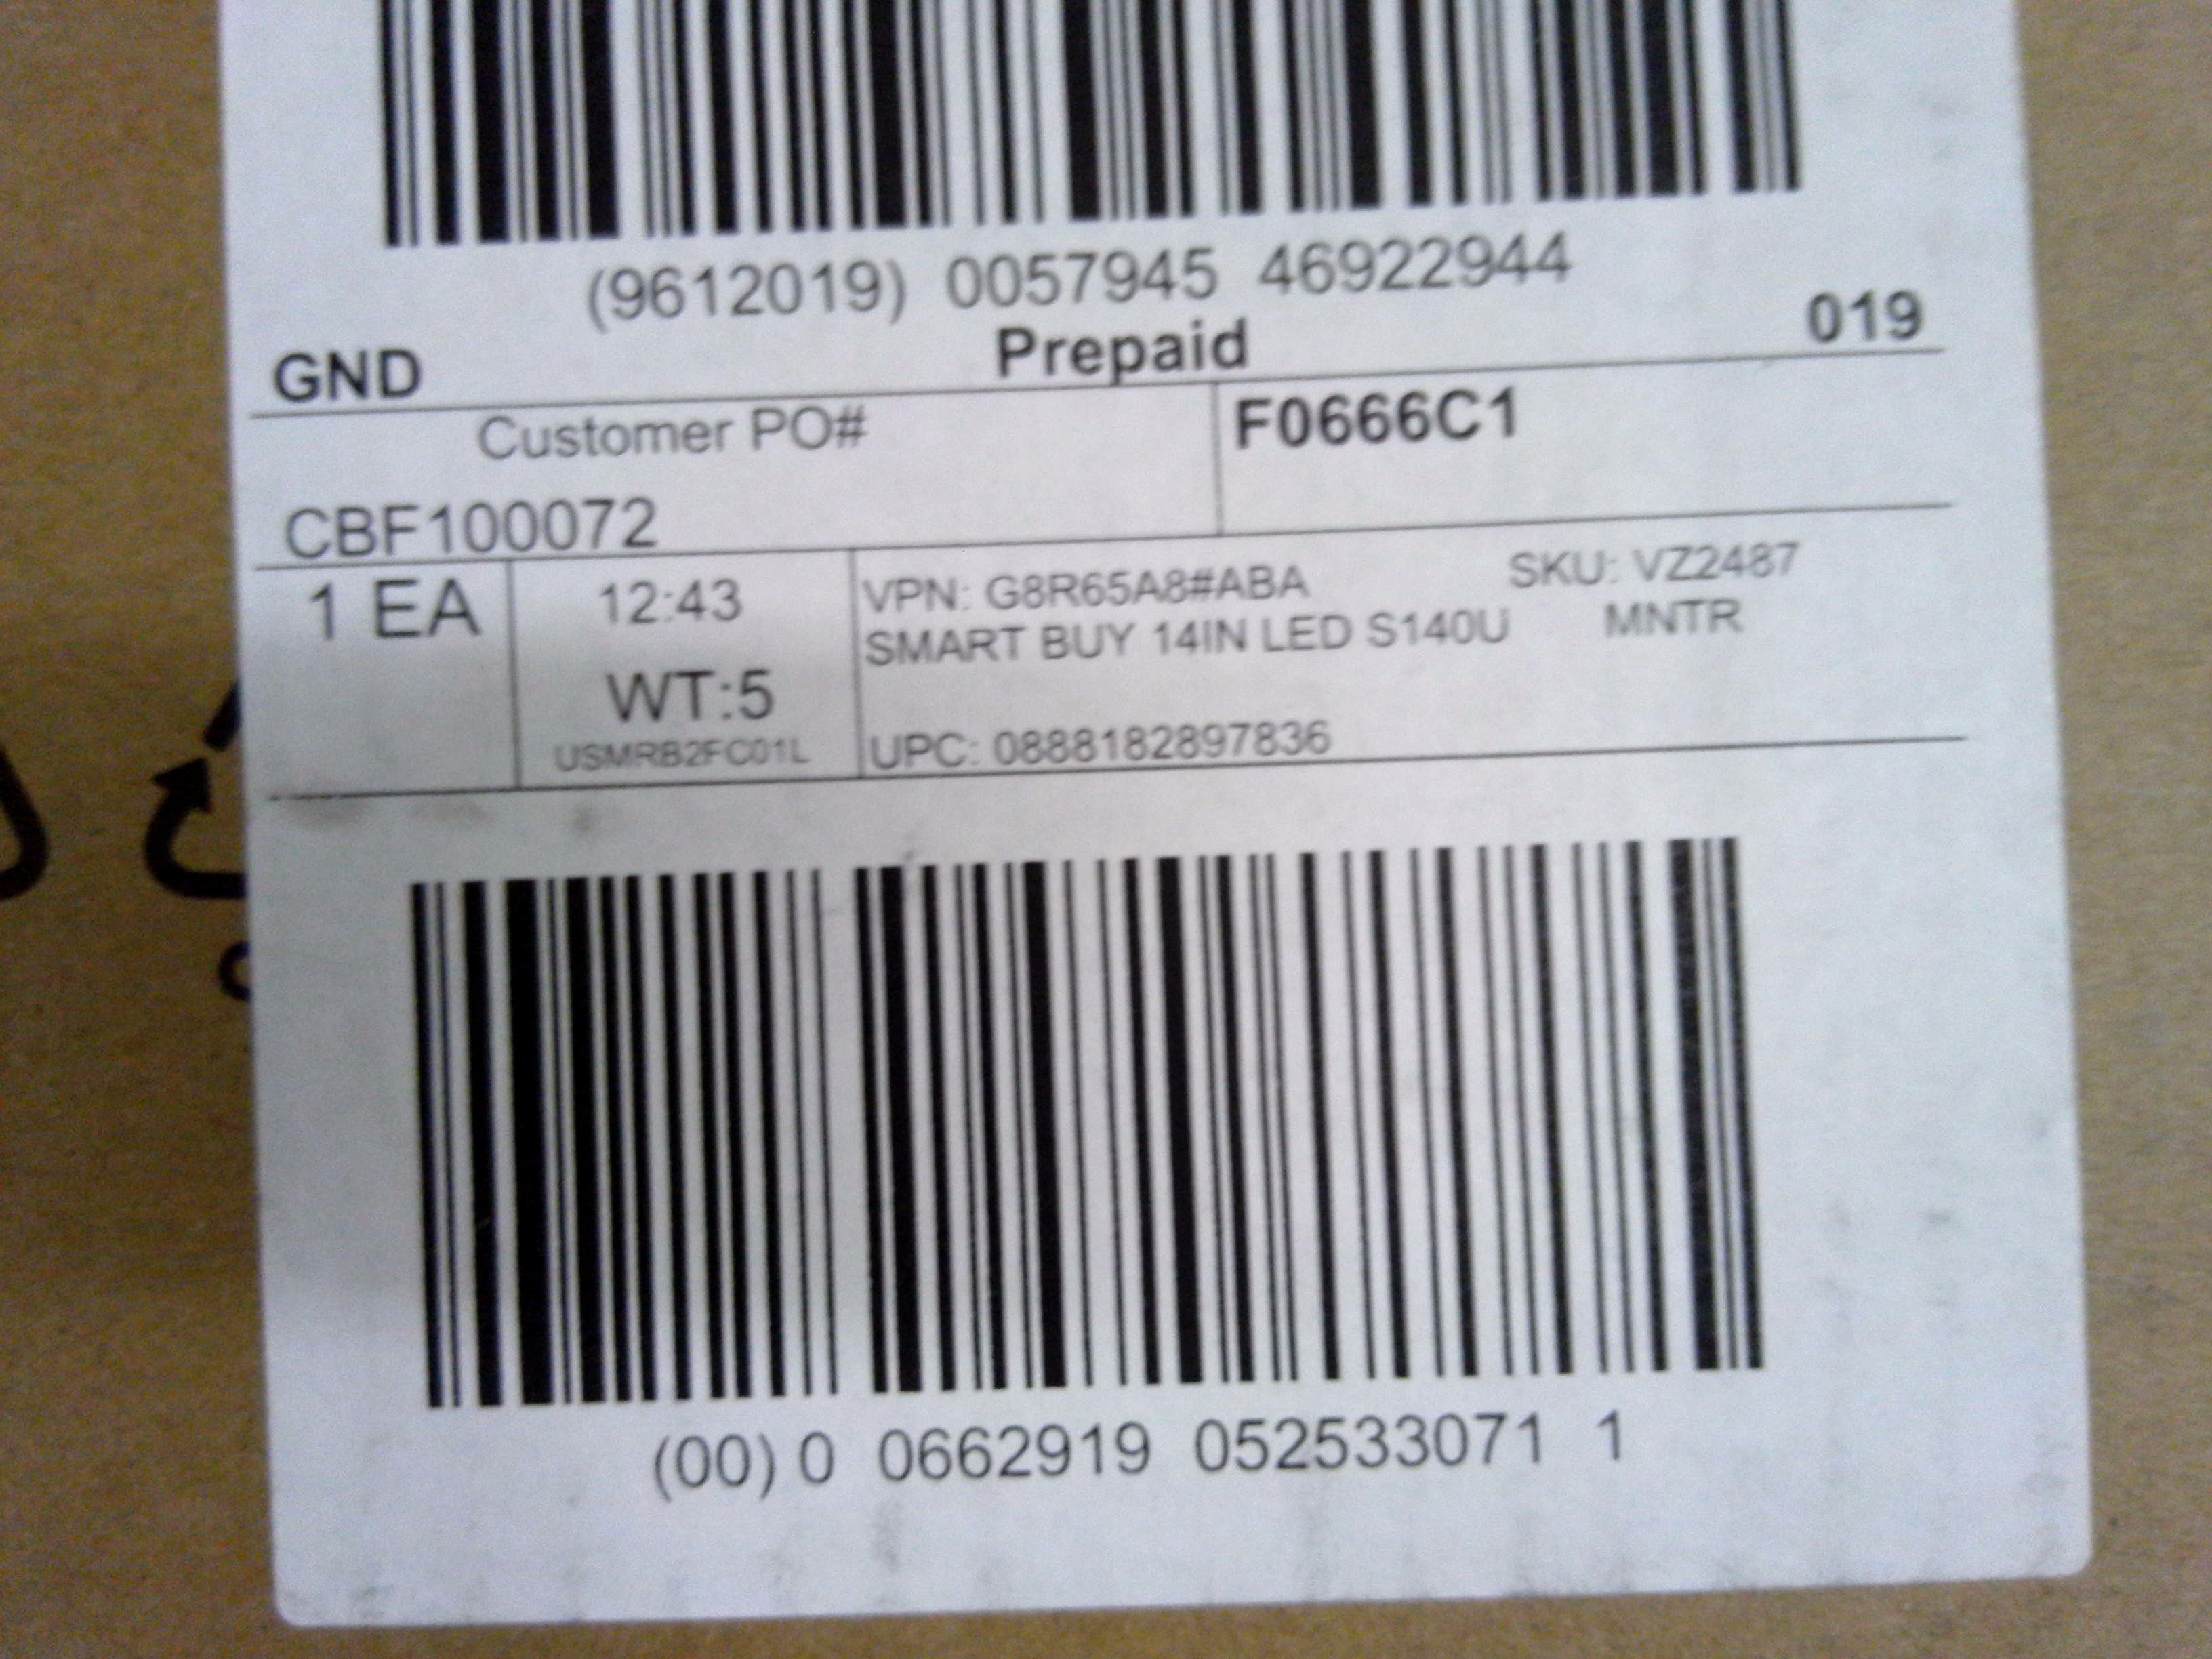 (9612019) 0057945 46922944
GND Prepaid 019
Customer PO# F0666C1
CBF100072
1 EA 12:43 VPN: G8R65A8#ABA SKU: VZ2487
SMART BUY 14IN LED S140U MNTR
WT:5
USMRB2FC01L UPC: 0888182897836
(00) 0 0662919 052533071 1